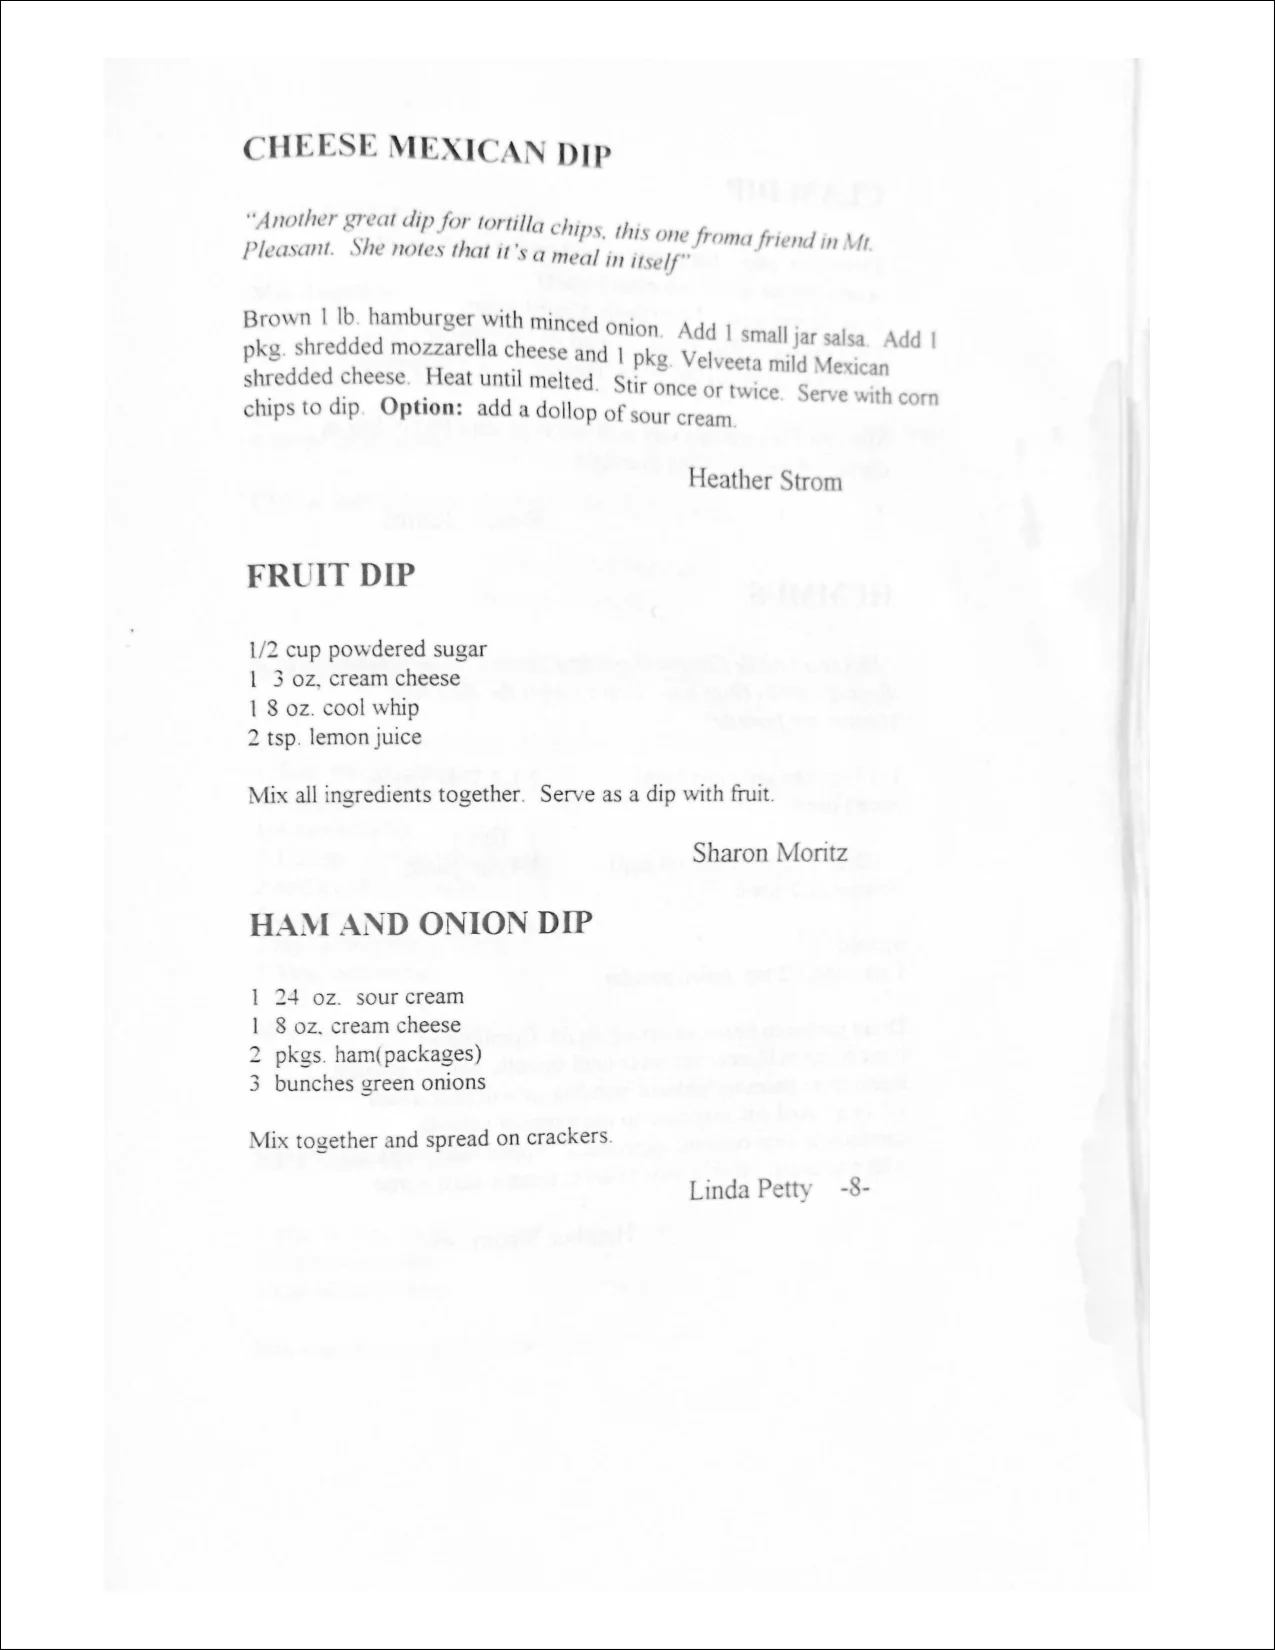 CHEESE MEXICAN DIP
"Another great dip for tortilla chips, this one froma friend in Mt.
Pleasant. She notes that it's a meal in itself"
Brown 1 lb. hamburger with minced onion. Add 1 small jar salsa. Add 1
pkg. shredded mozzarella cheese and 1 pkg. Velveeta mild Mexican
shredded cheese. Heat until melted. Stir once or twice. Serve with corn
chips to dip. Option: add a dollop of sour cream.
Heather Strom
FRUIT DIP
1/2 cup powdered sugar
1 3 oz, cream cheese
1 8 oz. cool whip
2 tsp. lemon juice
Mix all ingredients together. Serve as a dip with fruit.
Sharon Moritz
HAM AND ONION DIP
1 24 oz. sour cream
1 8 oz, cream cheese
2 pkgs. ham(packages)
3 bunches green onions
Mix together and spread on crackers.
Linda Petty -8-